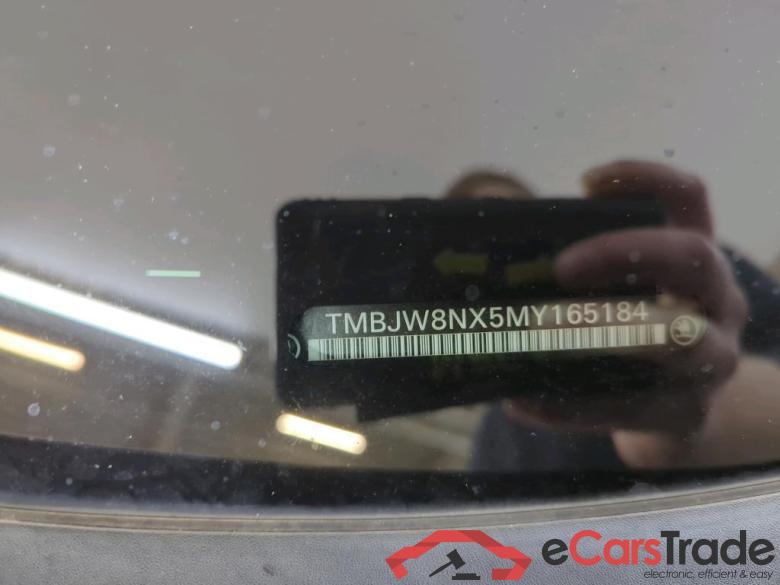 TMBJW8NX5MY165184
eCarsTrade
electronic, efficient & easy